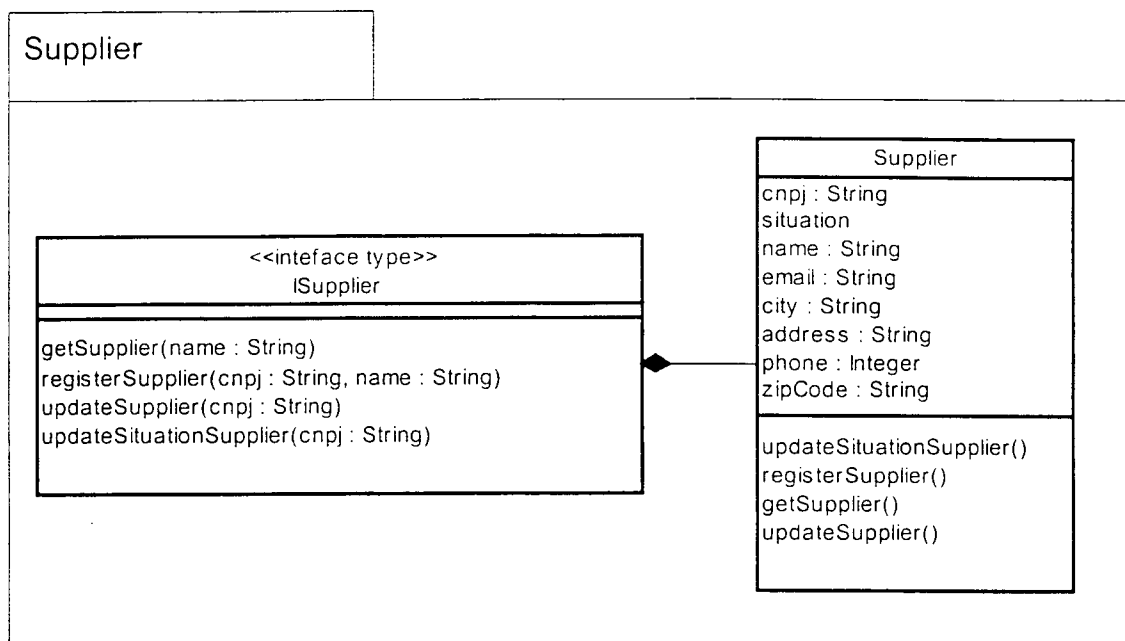 Supplier
<<inteface type>>
ISupplier
getSupplier(name : String)
registerSupplier(cnpj : String, name : String)
updateSupplier(cnpj : String)
updateSituationSupplier(cnpj : String)
Supplier
cnpj : String
situation
name : String
email : String
city : String
address : String
phone : Integer
zipCode : String
updateSituationSupplier()
registerSupplier()
getSupplier()
updateSupplier()